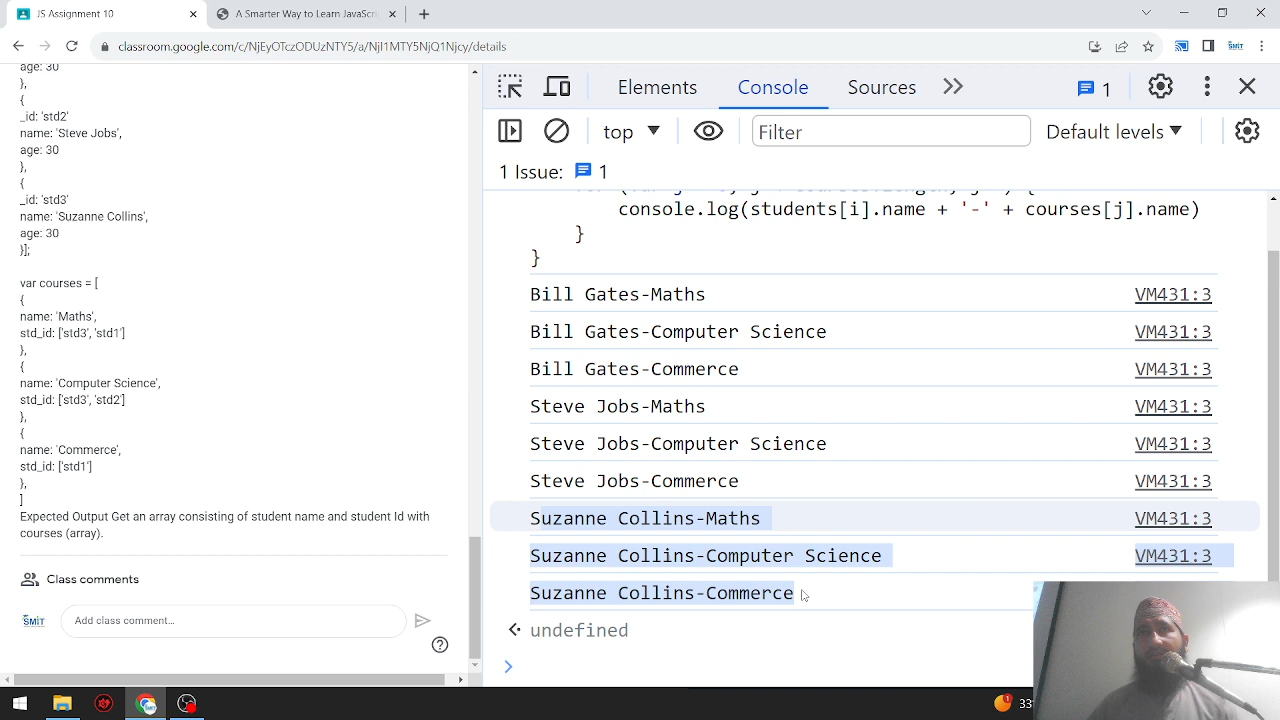 JS Assignment 10
A Smarter Way to Learn JavaScri
classroom.google.com/c/NjEyOTczODUzNTY5/a/NjI1MTY5NjQ1Njcy/details
age: 30
},
{
_id: 'std2'
name: 'Steve Jobs',
age: 30
},
{
_id: 'std3'
name: 'Suzanne Collins',
age: 30
}];
var courses = [
{
name: 'Maths',
std_id: ['std3', 'std1']
},
{
name: 'Computer Science',
std_id: ['std3', 'std2']
},
{
name: 'Commerce',
std_id: ['std1']
},
]
Expected Output Get an array consisting of student name and student Id with
courses (array).
Class comments
SMIT
Add class comment...
Elements Console Sources
1
top
Filter
Default levels
1 Issue: 1
console.log(students[i].name + '-' + courses[j].name)
}
}
Bill Gates-Maths VM431:3
Bill Gates-Computer Science VM431:3
Bill Gates-Commerce VM431:3
Steve Jobs-Maths VM431:3
Steve Jobs-Computer Science VM431:3
Steve Jobs-Commerce VM431:3
Suzanne Collins-Maths VM431:3
Suzanne Collins-Computer Science VM431:3
Suzanne Collins-Commerce
undefined
33